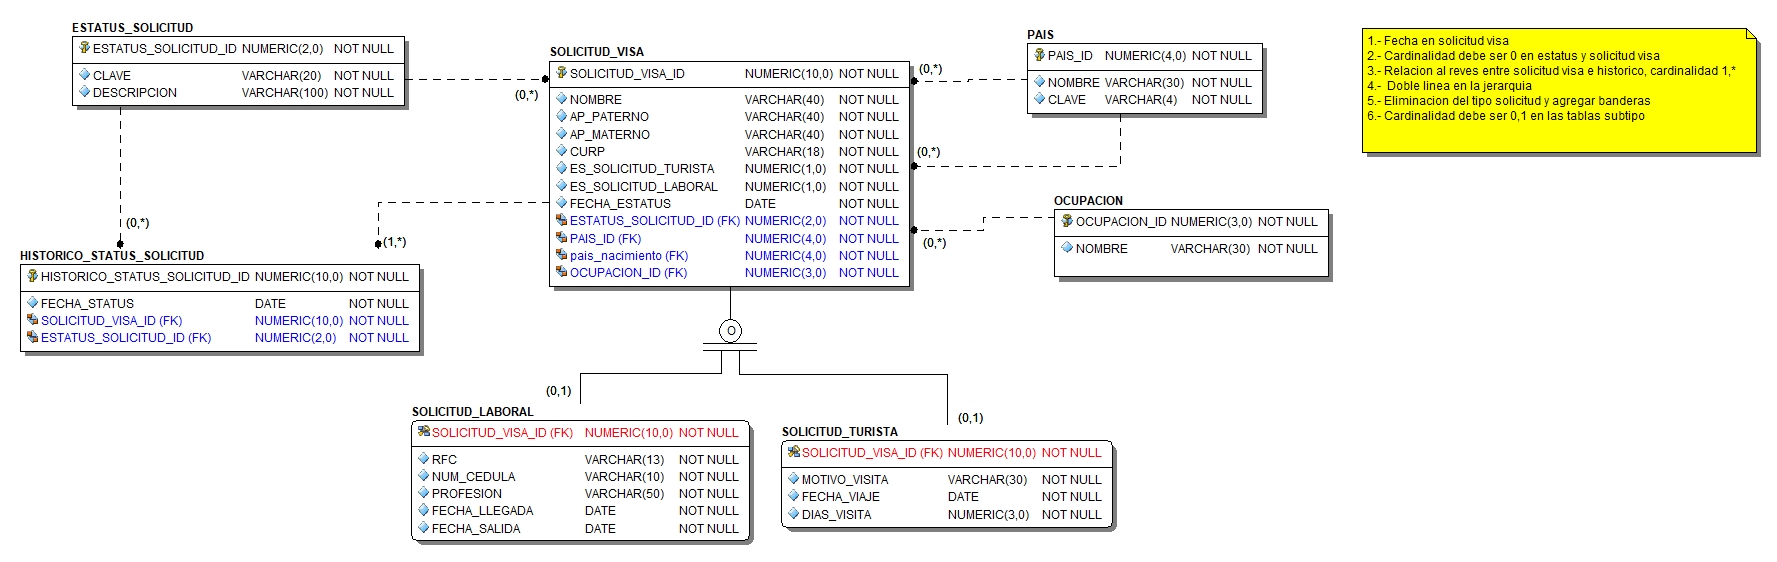 ESTATUS_SOLICITUD
ESTATUS_SOLICITUD_ID NUMERIC(2,0) NOT NULL
CLAVE VARCHAR(20) NOT NULL
DESCRIPCION VARCHAR(100) NOT NULL
(0,*)
(0,*)
SOLICITUD_VISA
SOLICITUD_VISA_ID NUMERIC(10,0) NOT NULL
NOMBRE VARCHAR(40) NOT NULL
AP_PATERNO VARCHAR(40) NOT NULL
AP_MATERNO VARCHAR(40) NOT NULL
CURP VARCHAR(18) NOT NULL
ES_SOLICITUD_TURISTA NUMERIC(1,0) NOT NULL
ES_SOLICITUD_LABORAL NUMERIC(1,0) NOT NULL
FECHA_ESTATUS DATE NOT NULL
ESTATUS_SOLICITUD_ID (FK) NUMERIC(2,0) NOT NULL
PAIS_ID (FK) NUMERIC(4,0) NOT NULL
pais_nacimiento (FK) NUMERIC(4,0) NOT NULL
OCUPACION_ID (FK) NUMERIC(3,0) NOT NULL
(0,*)
(0,*)
(0,*)
PAIS
PAIS_ID NUMERIC(4,0) NOT NULL
NOMBRE VARCHAR(30) NOT NULL
CLAVE VARCHAR(4) NOT NULL
OCUPACION
OCUPACION_ID NUMERIC(3,0) NOT NULL
NOMBRE VARCHAR(30) NOT NULL
1.- Fecha en solicitud visa
2.- Cardinalidad debe ser 0 en estatus y solicitud visa
3.- Relacion al reves entre solicitud visa e historico, cardinalidad 1,*
4.- Doble linea en la jerarquia
5.- Eliminacion del tipo solicitud y agregar banderas
6.- Cardinalidad debe ser 0,1 en las tablas subtipo
(1,*)
HISTORICO_STATUS_SOLICITUD
HISTORICO_STATUS_SOLICITUD_ID NUMERIC(10,0) NOT NULL
FECHA_STATUS DATE NOT NULL
SOLICITUD_VISA_ID (FK) NUMERIC(10,0) NOT NULL
ESTATUS_SOLICITUD_ID (FK) NUMERIC(2,0) NOT NULL
O
(0,1)
(0,1)
SOLICITUD_LABORAL
SOLICITUD_VISA_ID (FK) NUMERIC(10,0) NOT NULL
RFC VARCHAR(13) NOT NULL
NUM_CEDULA VARCHAR(10) NOT NULL
PROFESION VARCHAR(50) NOT NULL
FECHA_LLEGADA DATE NOT NULL
FECHA_SALIDA DATE NOT NULL
SOLICITUD_TURISTA
SOLICITUD_VISA_ID (FK) NUMERIC(10,0) NOT NULL
MOTIVO_VISITA VARCHAR(30) NOT NULL
FECHA_VIAJE DATE NOT NULL
DIAS_VISITA NUMERIC(3,0) NOT NULL